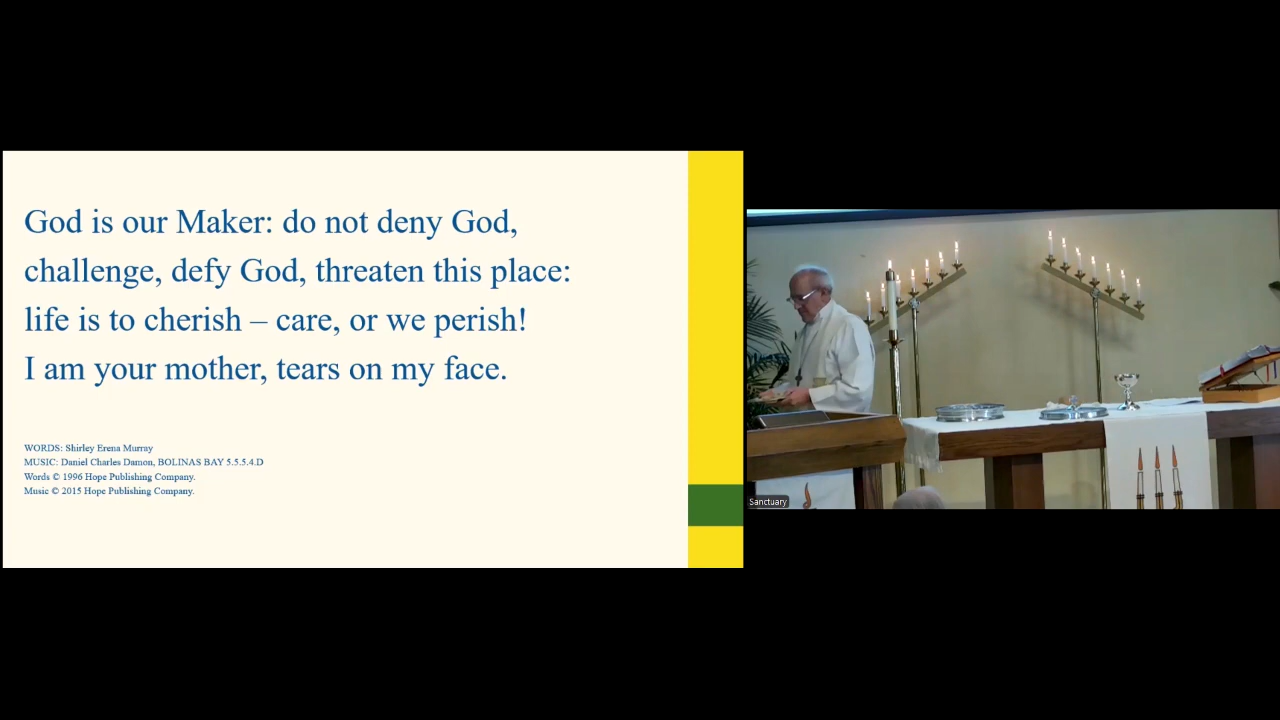 God is our Maker: do not deny God,
challenge, defy God, threaten this place:
life is to cherish – care, or we perish!
I am your mother, tears on my face.
WORDS: Shirley Erena Murray
MUSIC: Daniel Charles Damon, BOLINAS BAY 5.5.5.4.D
Words © 1996 Hope Publishing Company.
Music © 2015 Hope Publishing Company.
Sanctuary